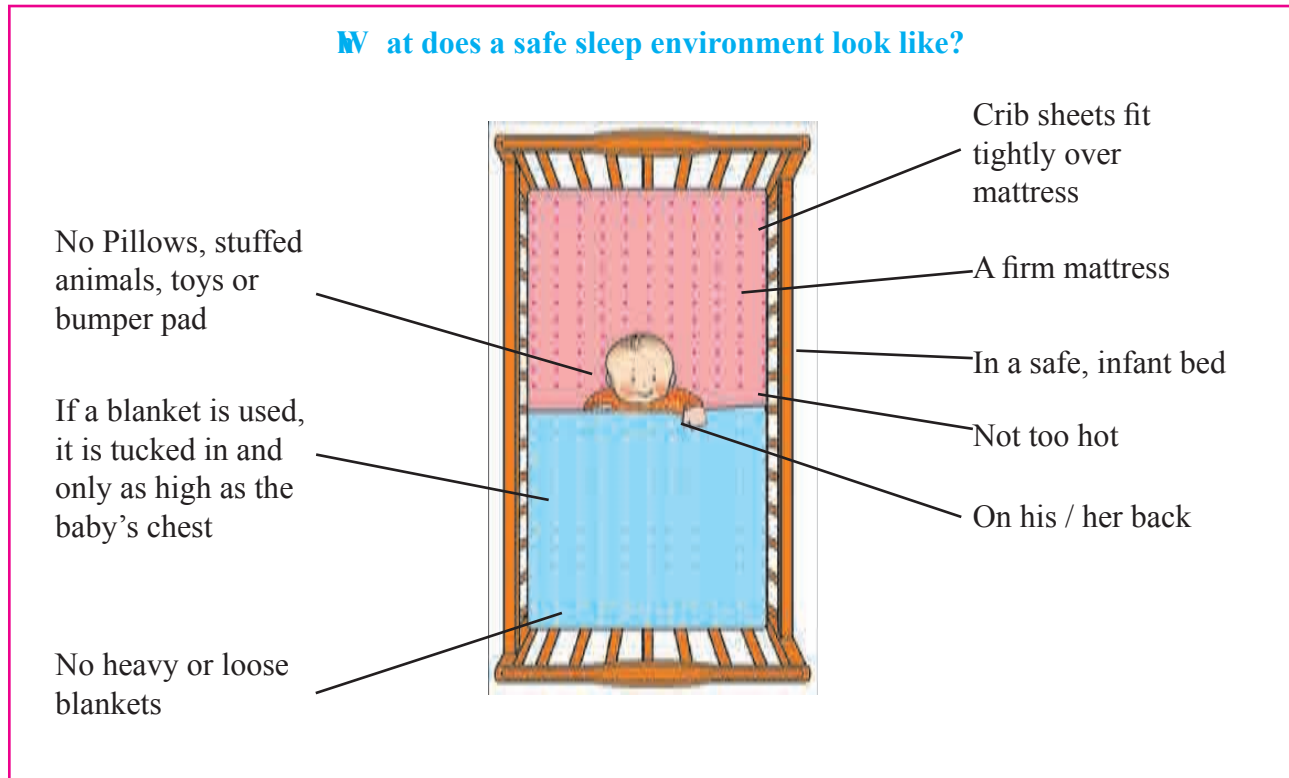 What does a safe sleep environment look like?
No Pillows, stuffed
animals, toys or
bumper pad
If a blanket is used,
it is tucked in and
only as high as the
baby's chest
No heavy or loose
blankets
Crib sheets fit
tightly over
mattress
A firm mattress
In a safe, infant bed
Not too hot
On his / her back